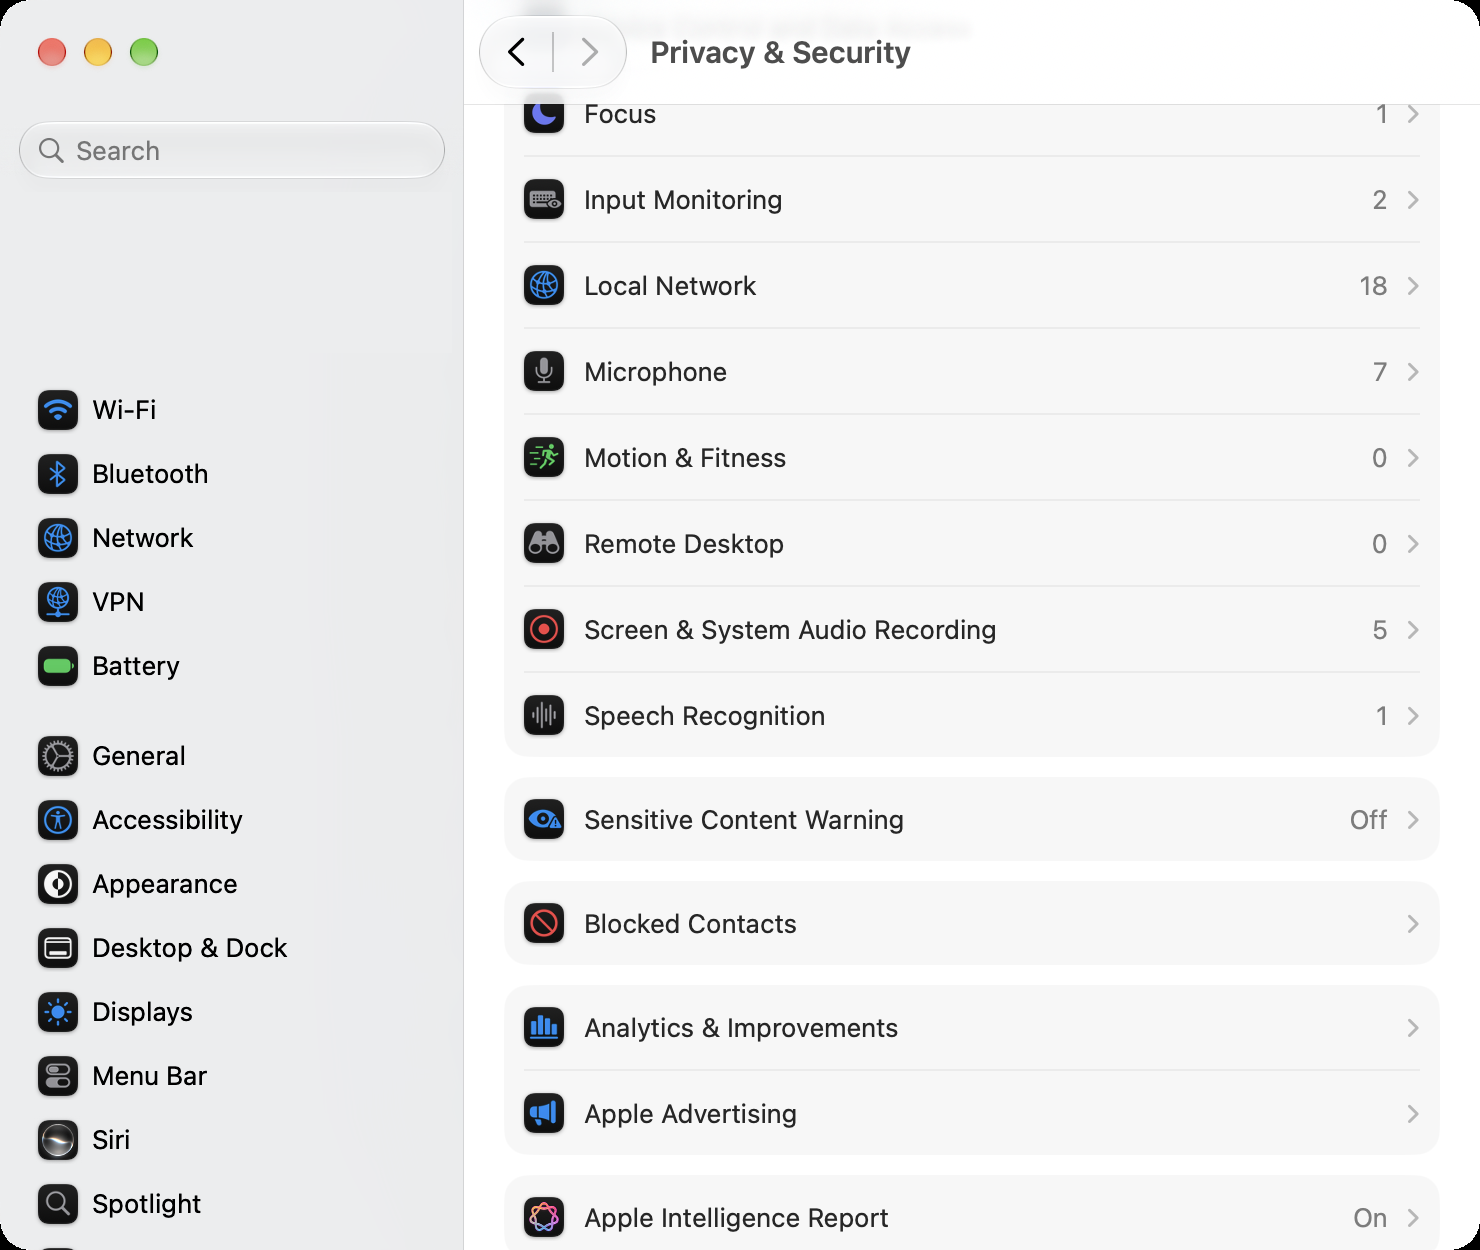 Search
Wi-Fi
Bluetooth
Network
VPN
Battery
General
Accessibility
Appearance
Desktop & Dock
Displays
Menu Bar
Siri
Spotlight
Privacy & Security
Focus 1
Input Monitoring 2
Local Network 18
Microphone 7
Motion & Fitness 0
Remote Desktop 0
Screen & System Audio Recording 5
Speech Recognition 1
Sensitive Content Warning Off
Blocked Contacts
Analytics & Improvements
Apple Advertising
Apple Intelligence Report On